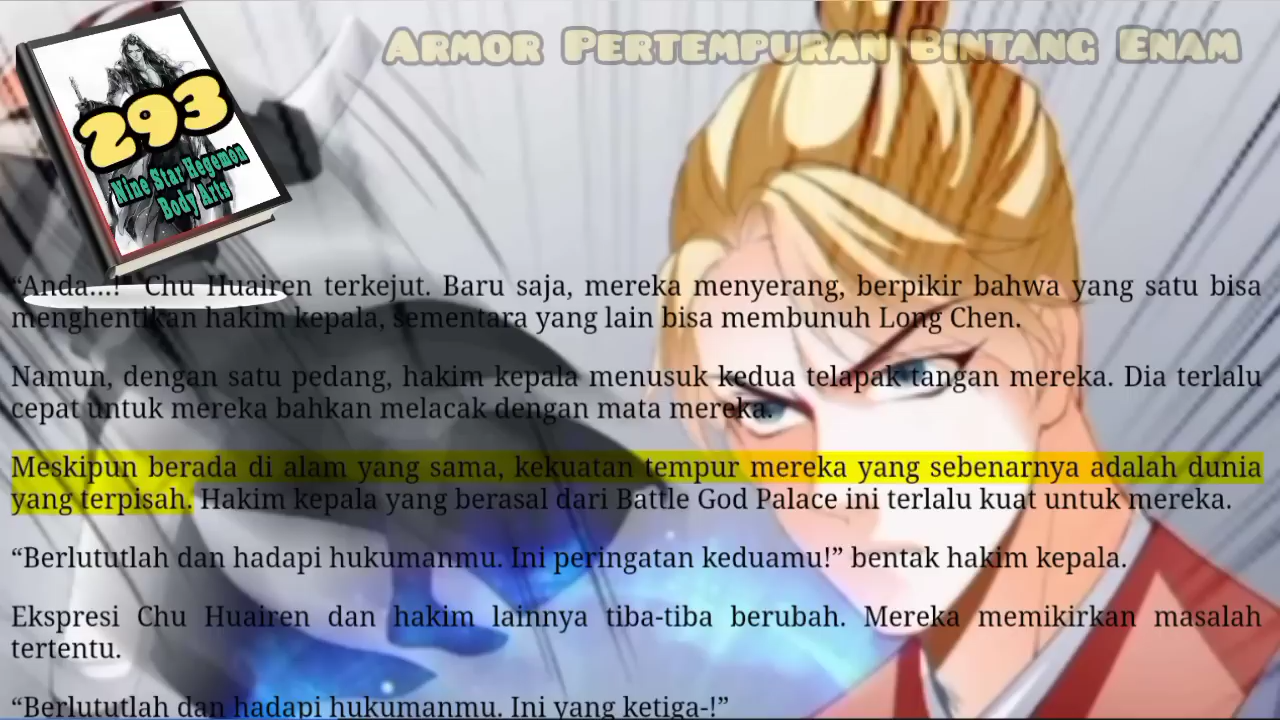 Armor Pertempuran Bintang Enam
293
Nine Star Hegemon
Body Arts
“Anda...!” Chu Huairen terkejut. Baru saja, mereka menyerang, berpikir bahwa yang satu bisa
menghentikan hakim kepala, sementara yang lain bisa membunuh Long Chen.
Namun, dengan satu pedang, hakim kepala menusuk kedua telapak tangan mereka. Dia terlalu
cepat untuk mereka bahkan melacak dengan mata mereka.
Meskipun berada di alam yang sama, kekuatan tempur mereka yang sebenarnya adalah dunia
yang terpisah. Hakim kepala yang berasal dari Battle God Palace ini terlalu kuat untuk mereka.
“Berlututlah dan hadapi hukumanmu. Ini peringatan keduamu!” bentak hakim kepala.
Ekspresi Chu Huairen dan hakim lainnya tiba-tiba berubah. Mereka memikirkan masalah
tertentu.
“Berlututlah dan hadapi hukumanmu. Ini yang ketiga-!”